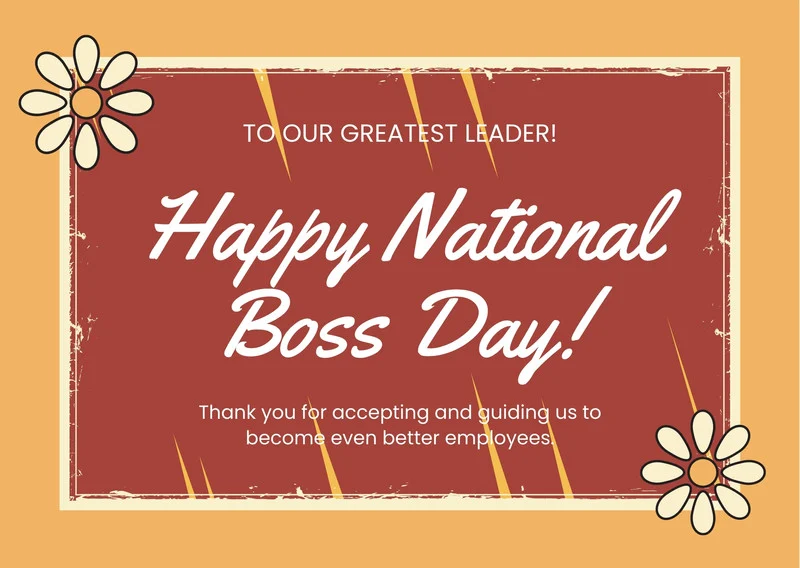 TO OUR GREATEST LEADER!
Happy National
Boss Day!
Thank you for accepting and guiding us to
become even better employees.